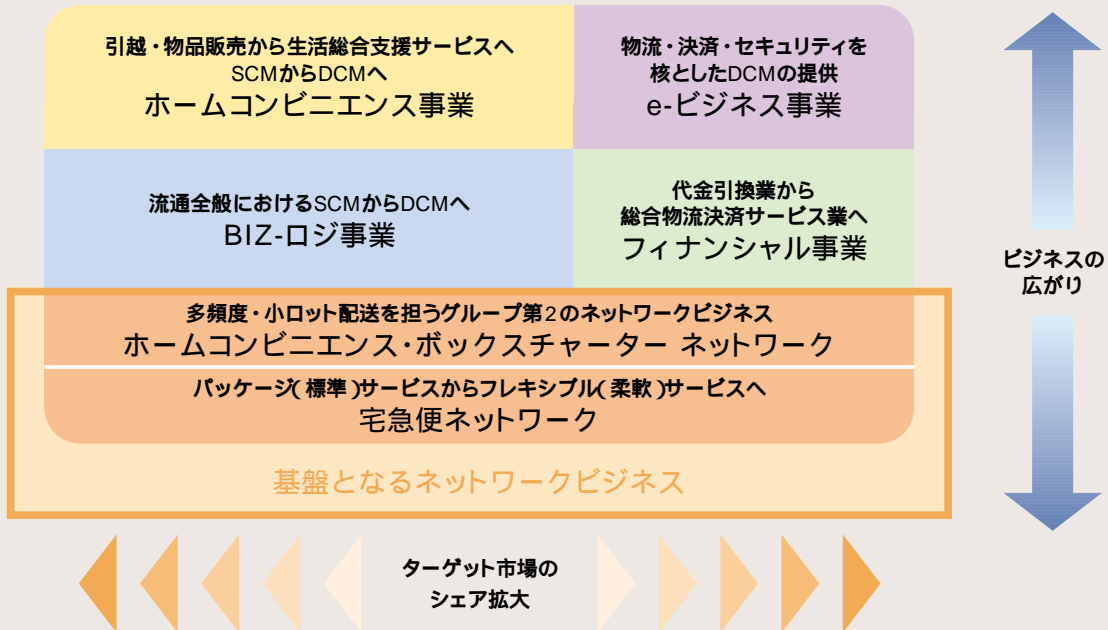 引越・物品販売から生活総合支援サービスへ
SCMからDCMへ
ホームコンビニエンス事業
物流・決済・セキュリティを
核としたDCMの提供
e-ビジネス事業
流通全般におけるSCMからDCMへ
BIZ-ロジ事業
代金引換業から
総合物流決済サービス業へ
フィナンシャル事業
多頻度・小ロット配送を担うグループ第2のネットワークビジネス
ホームコンビニエンス・ボックスチャーター ネットワーク
パッケージ(標準)サービスからフレキシブル(柔軟)サービスへ
宅急便ネットワーク
基盤となるネットワークビジネス
ビジネスの
広がり
ターゲット市場の
シェア拡大